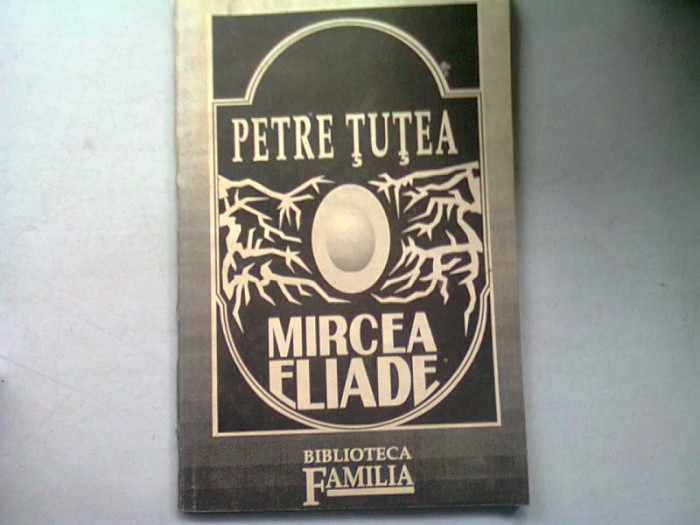 PETRE ŢUŢEA
MIRCEA
ELIADE
BIBLIOTECA
FAMILIA